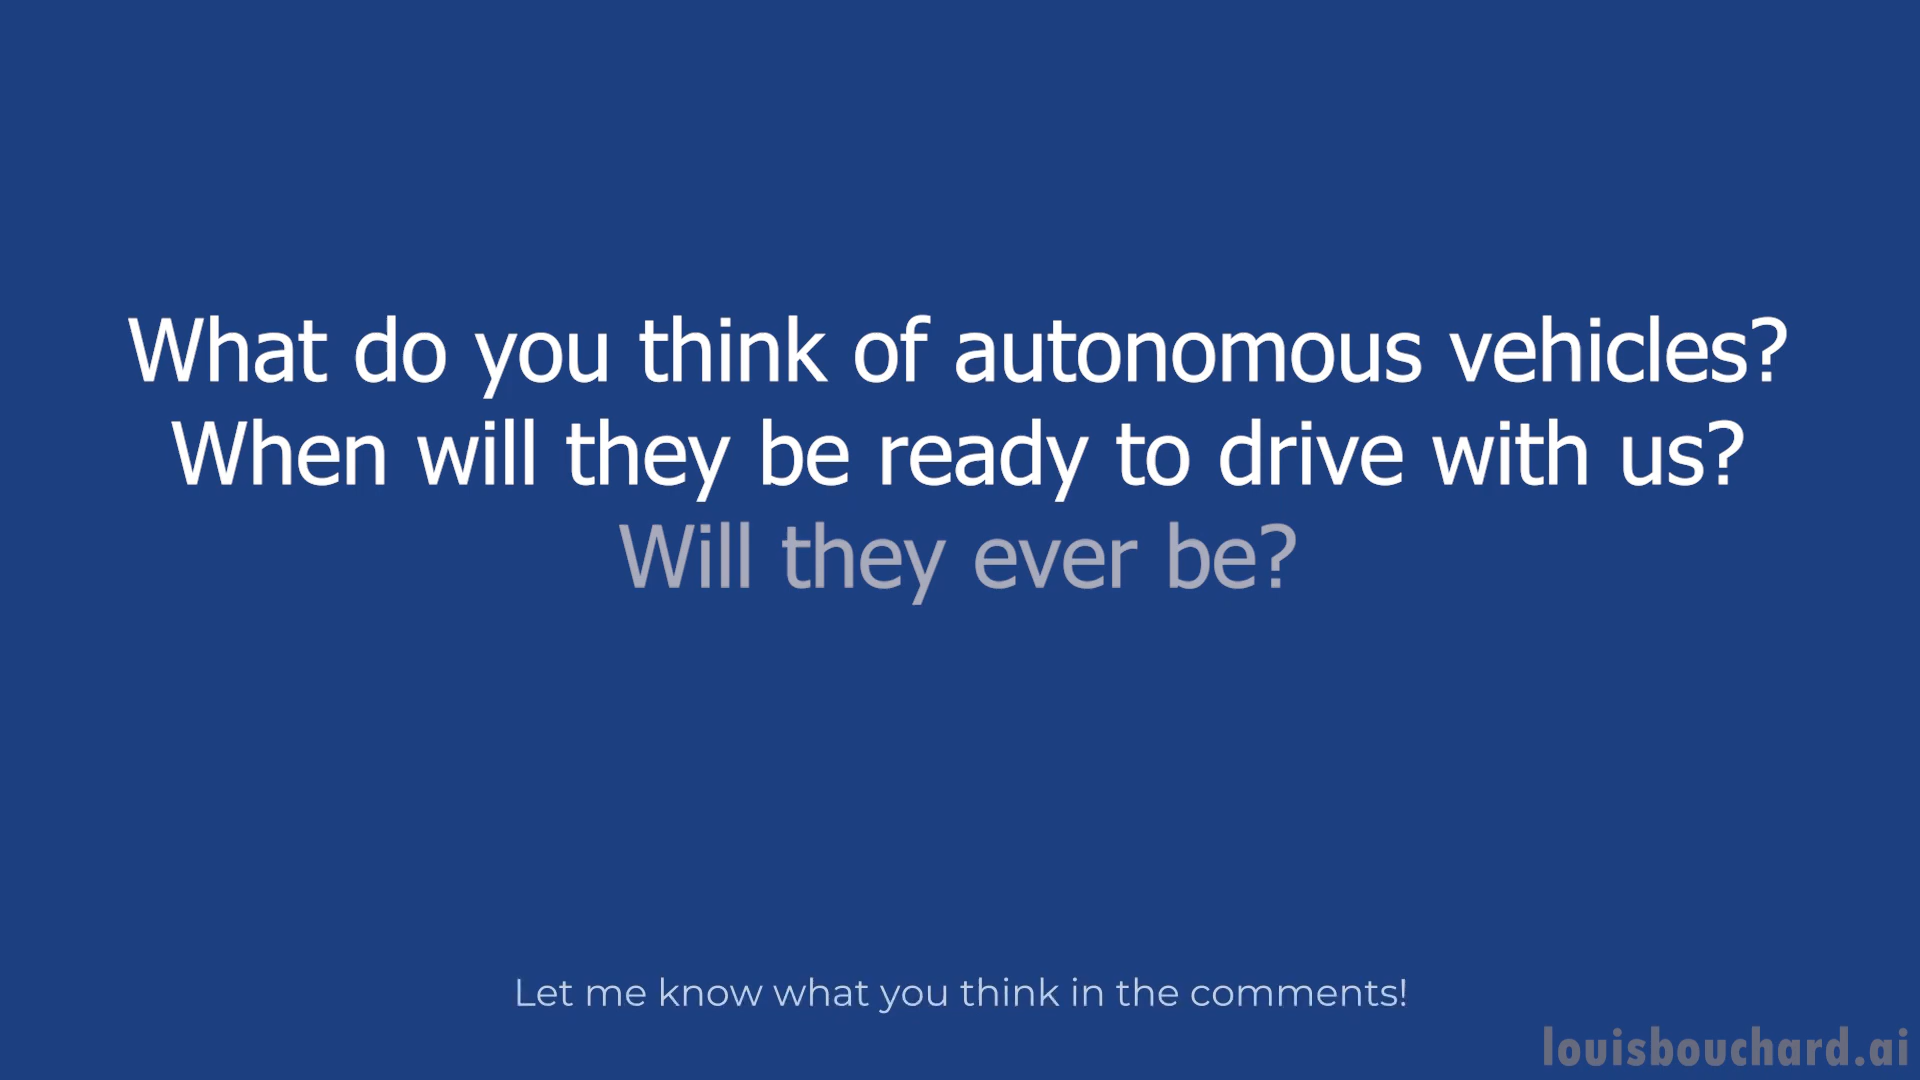 What do you think of autonomous vehicles?
When will they be ready to drive with us?
Will they ever be?
Let me know what you think in the comments!
louisbouchard.ai